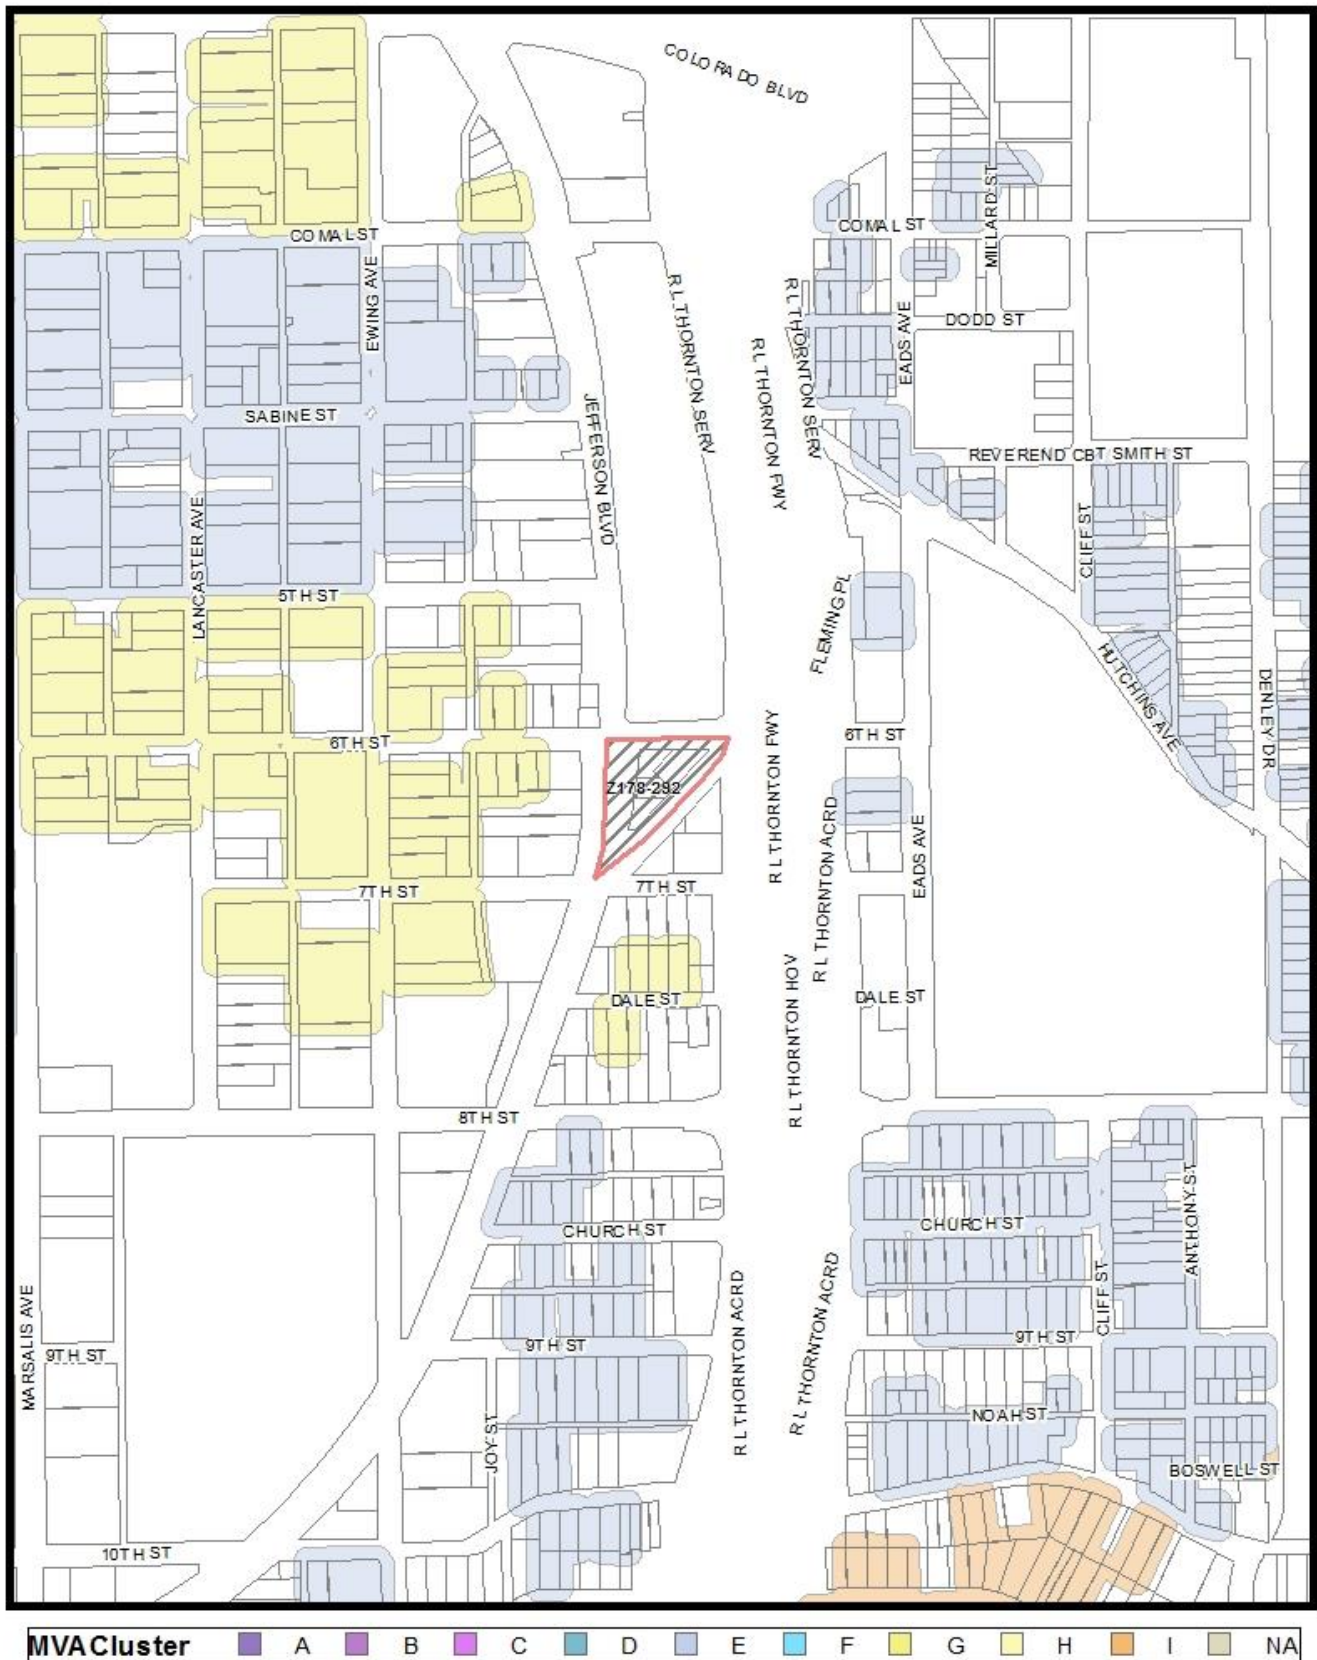 COLORADO BLVD
MILLARD ST
COMAL ST
COMAL ST
EWING AVE
R L THORNTON SERV
R L THORNTON SERV
EADS AVE
DODD ST
R L THORNTON FWY
JEFFERSON BLVD
SABINE ST
REVEREND CBT SMITH ST
LANCASTER AVE
CLIFF ST
5TH ST
FLEMING PL
HUTCHINS AVE
DENLEY DR
6TH ST
6TH ST
R L THORNTON FWY
Z178-292
R L THORNTON ACRD
EADS AVE
7TH ST
7TH ST
R L THORNTON HOV
DALE ST
DALE ST
8TH ST
CHURCH ST
CHURCH ST
ANTHONY ST
CLIFF ST
MARSALIS AVE
9TH ST
9TH ST
9TH ST
R L THORNTON ACRD
R L THORNTON ACRD
JOY ST
NOAH ST
BOSWELL ST
10TH ST
MVA Cluster A B C D E F G H I NA